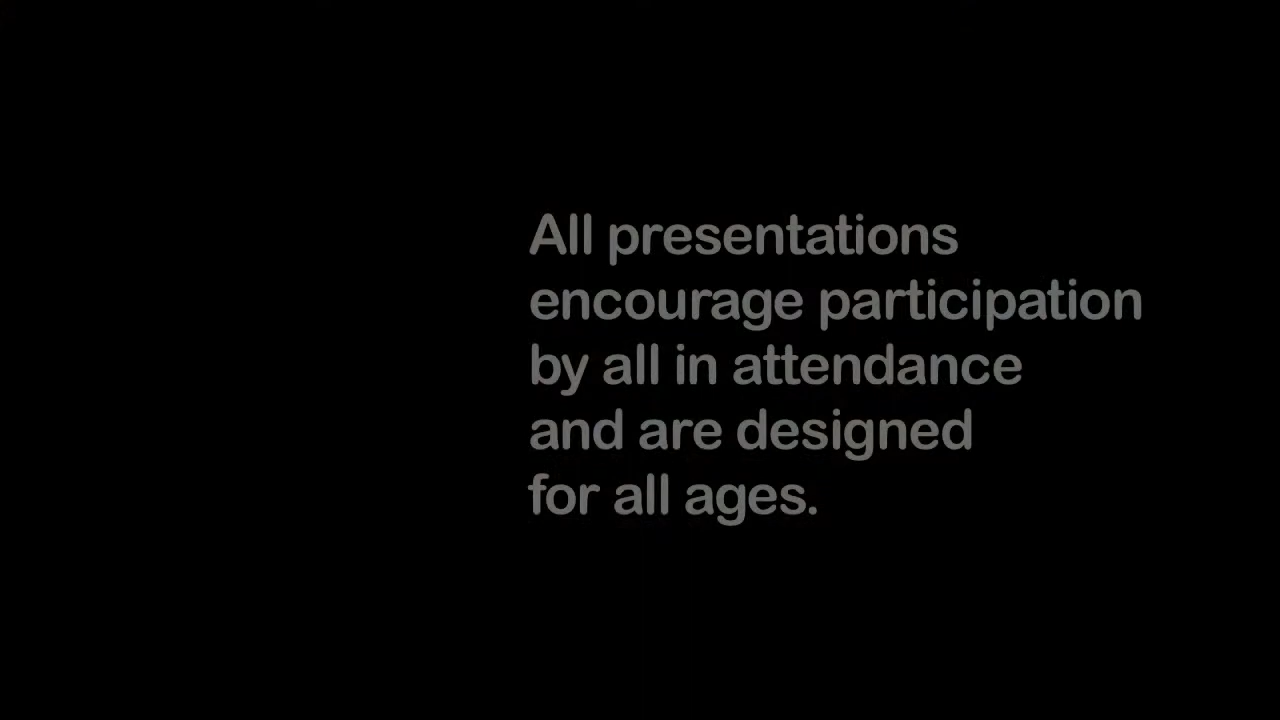 All presentations
encourage participation
by all in attendance
and are designed
for all ages.